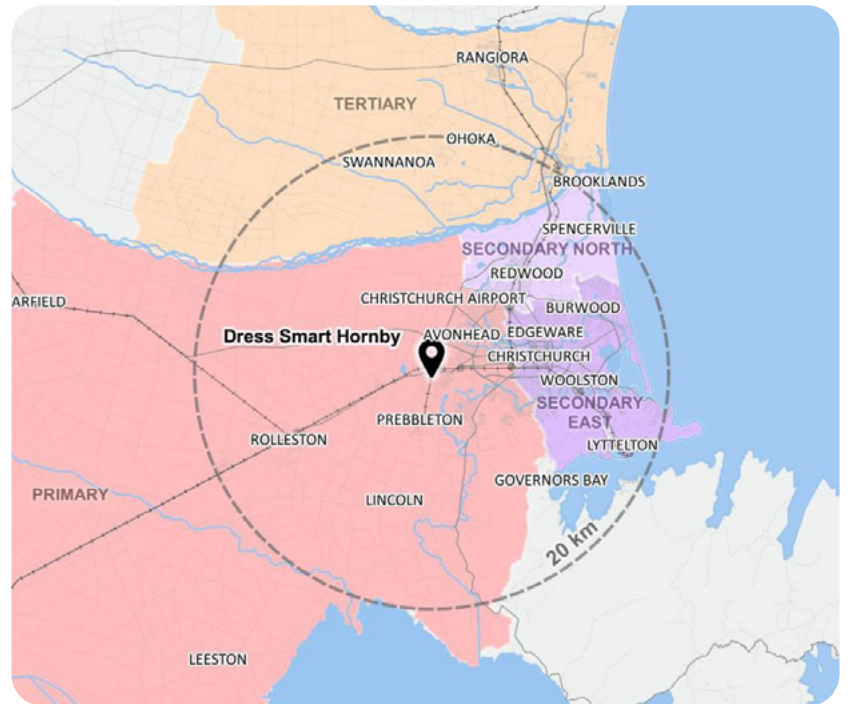 RANGIORA
TERTIARY
OHOKA
SWANNANOA
BROOKLANDS
SPENCERVILLE
SECONDARY NORTH
REDWOOD
CHRISTCHURCH AIRPORT
ARFIELD
BURWOOD
Dress Smart Hornby
AVONHEAD
EDGEWARE
CHRISTCHURCH
WOOLSTON
SECONDARY
EAST
PREBBLETON
ROLLESTON
LYTTELTON
GOVERNORS BAY
PRIMARY
LINCOLN
20 km
LEESTON